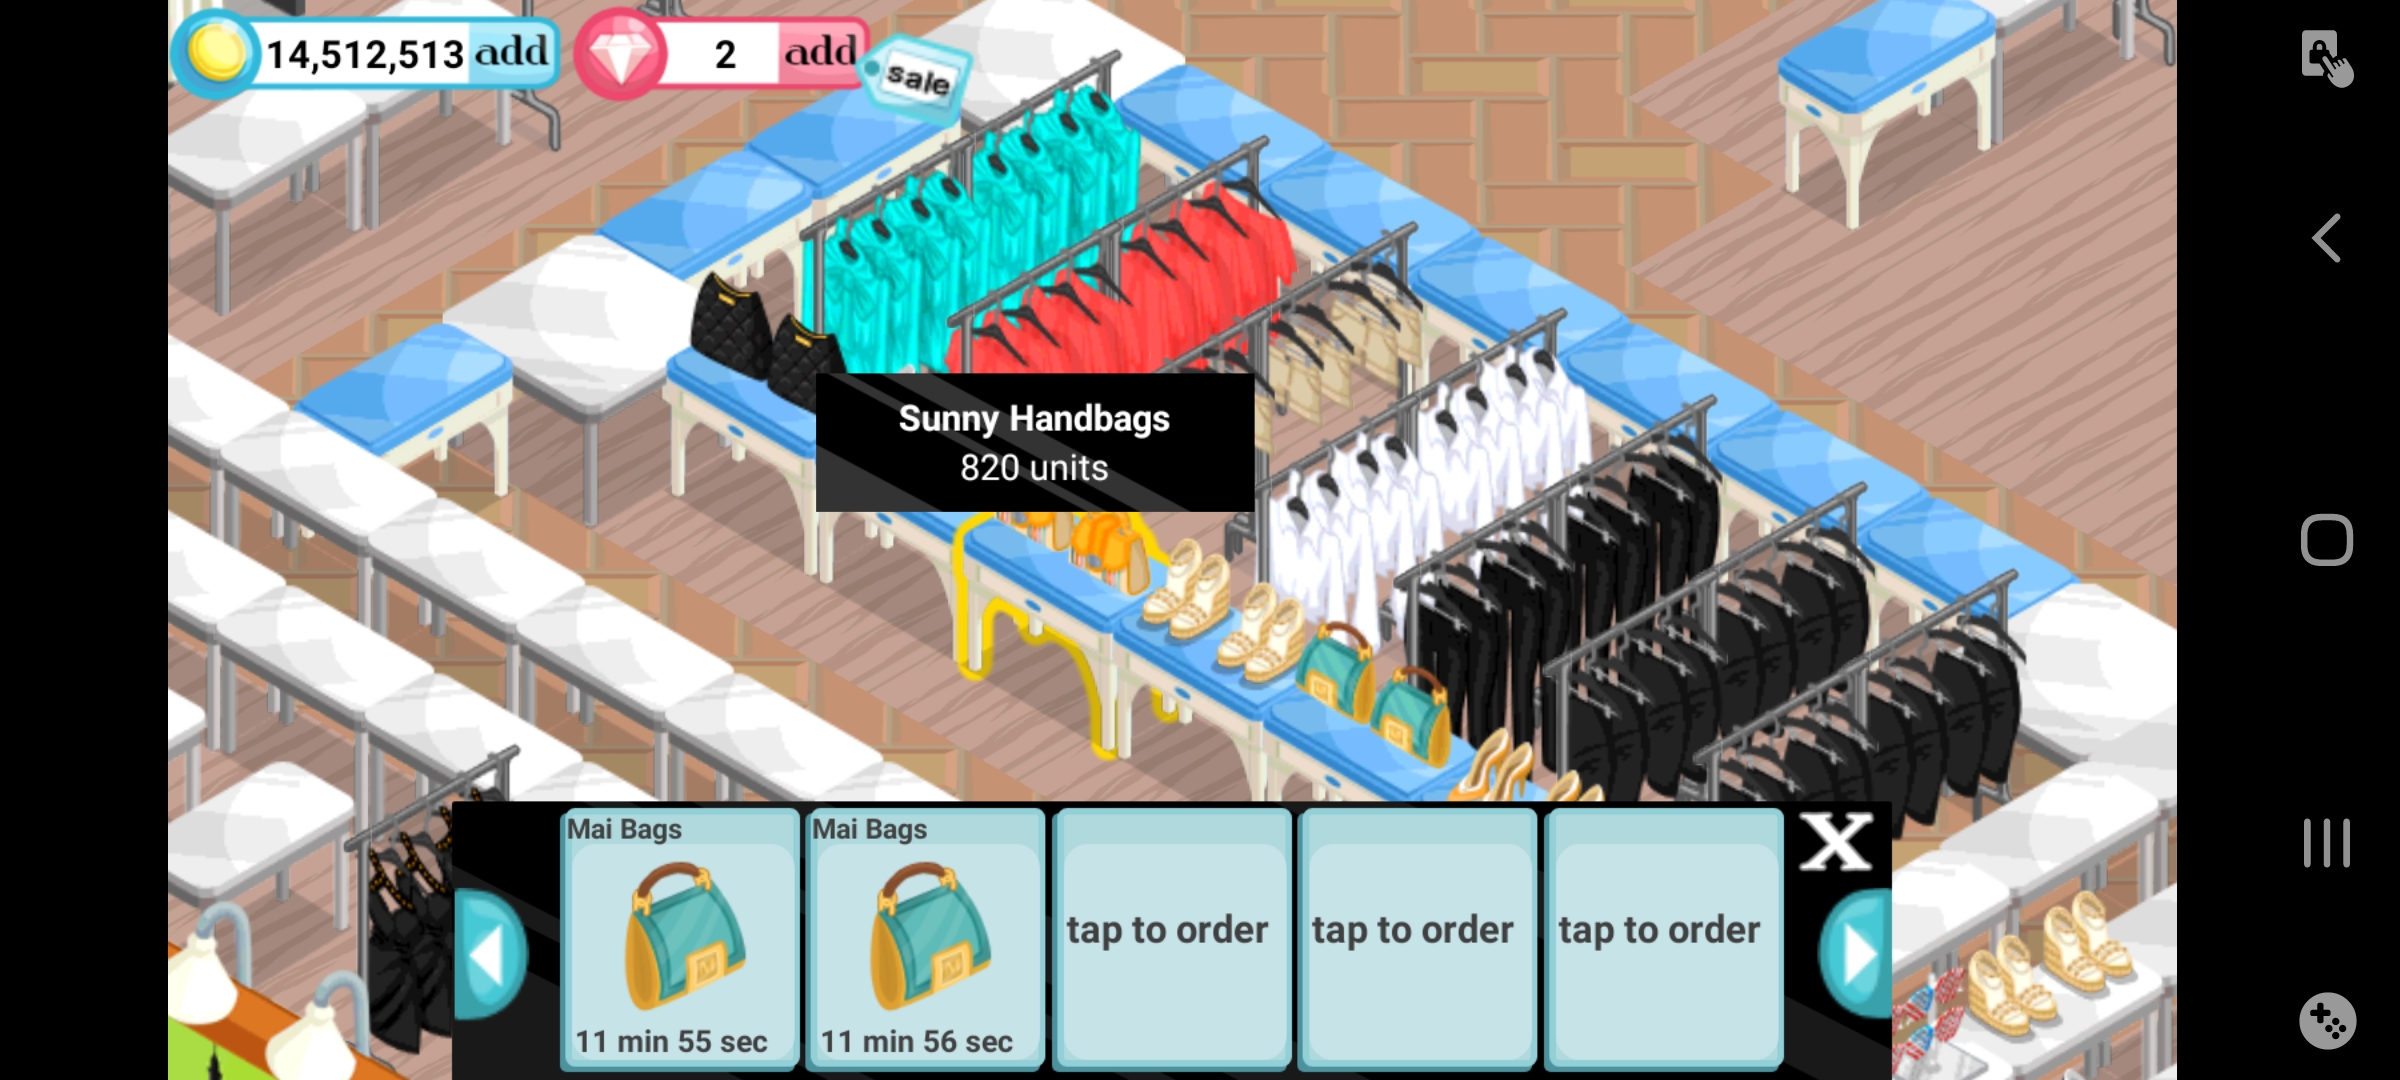 14,512,513 add
2 add
sale
Sunny Handbags
820 units
Mai Bags
11 min 55 sec
Mai Bags
11 min 56 sec
tap to order
tap to order
tap to order
X